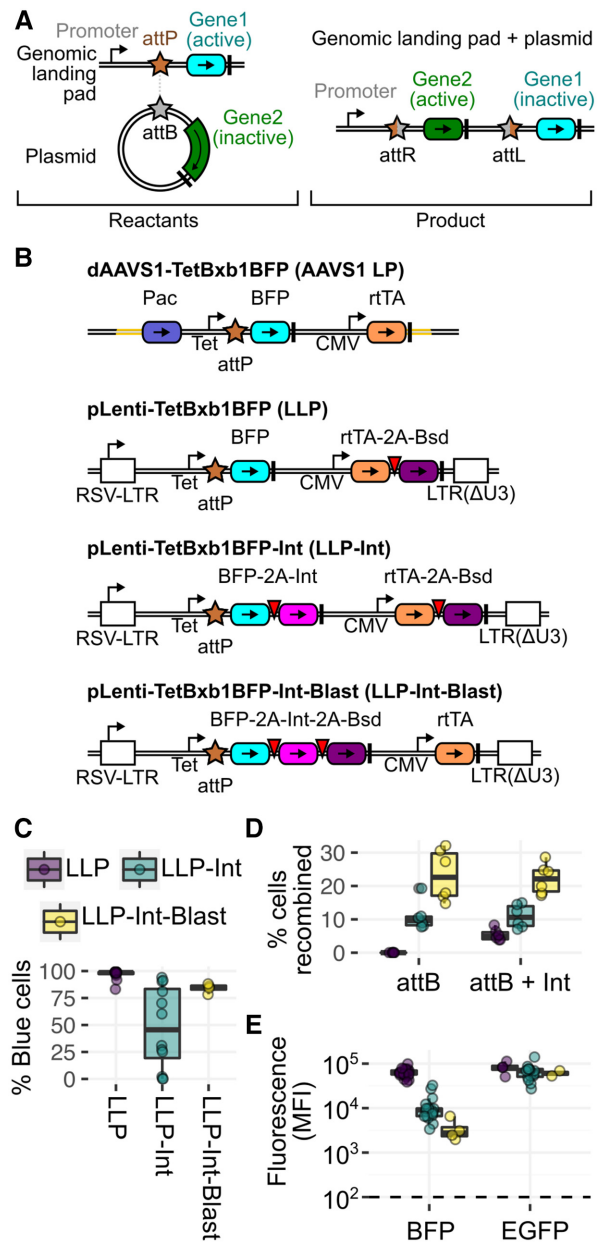 A
Promoter
attP
Gene1
(active)
Genomic
landing
pad
attB
Gene2
(inactive)
Plasmid
Reactants
Genomic landing pad + plasmid
Promoter
Gene2
(active)
Gene1
(inactive)
attR
attL
Product
B
dAAVS1-TetBxb1BFP (AAVS1 LP)
Pac
BFP
rtTA
Tet
attP
CMV
pLenti-TetBxb1BFP (LLP)
BFP
rtTA-2A-Bsd
RSV-LTR
Tet
attP
CMV
LTR(ΔU3)
pLenti-TetBxb1BFP-Int (LLP-Int)
BFP-2A-Int
rtTA-2A-Bsd
RSV-LTR
Tet
attP
CMV
LTR(ΔU3)
pLenti-TetBxb1BFP-Int-Blast (LLP-Int-Blast)
BFP-2A-Int-2A-Bsd
rtTA
RSV-LTR
Tet
attP
CMV
LTR(ΔU3)
C
LLP
LLP-Int
LLP-Int-Blast
% Blue cells
100
75
50
25
0
LLP
LLP-Int
LLP-Int-Blast
D
% cells
recombined
30
20
10
0
attB
attB + Int
E
Fluorescence
(MFI)
10⁵
10⁴
10³
10²
BFP
EGFP